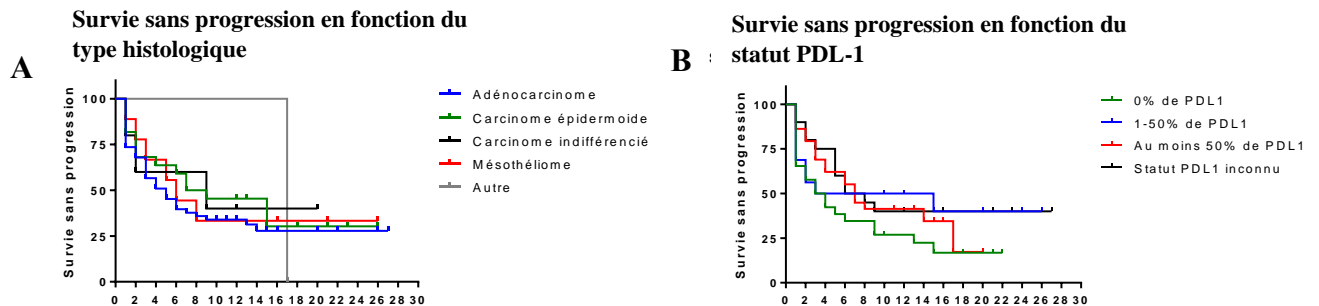 Survie sans progression en fonction du
type histologique
A
Survie sans progression
100
75
50
25
0
0 2 4 6 8 10 12 14 16 18 20 22 24 26 28 30
Adénocarcinome
Carcinome épidermoide
Carcinome indifférencié
Mésothéliome
Autre
Survie sans progression en fonction du
statut PDL-1
B
Survie sans progression
100
75
50
25
0
0 2 4 6 8 10 12 14 16 18 20 22 24 26 28 30
0% de PDL1
1-50% de PDL1
Au moins 50% de PDL1
Statut PDL1 inconnu